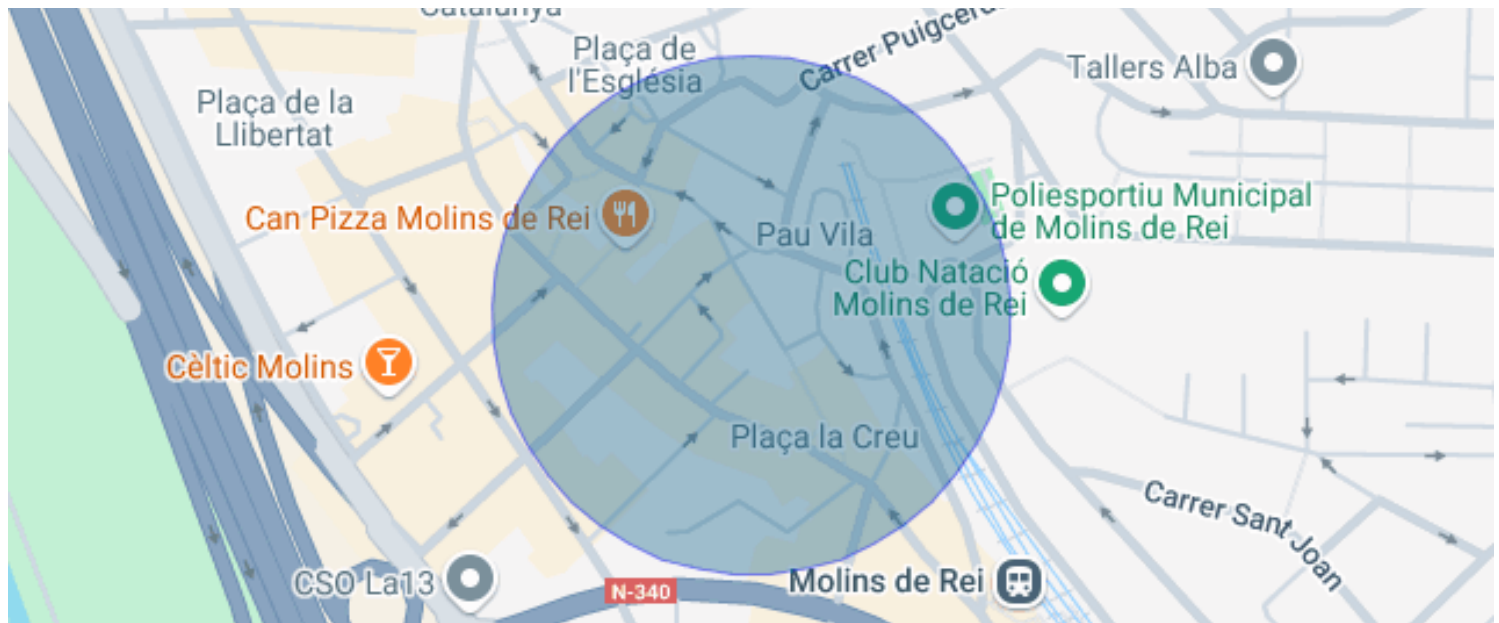 Catalunya
Plaça de
l'Església
Carrer Puigcerdà
Tallers Alba
Plaça de la
Llibertat
Can Pizza Molins de Rei
Pau Vila
Poliesportiu Municipal
de Molins de Rei
Club Natació
Molins de Rei
Cèltic Molins
Plaça la Creu
Carrer Sant Joan
CSO La13
N-340
Molins de Rei